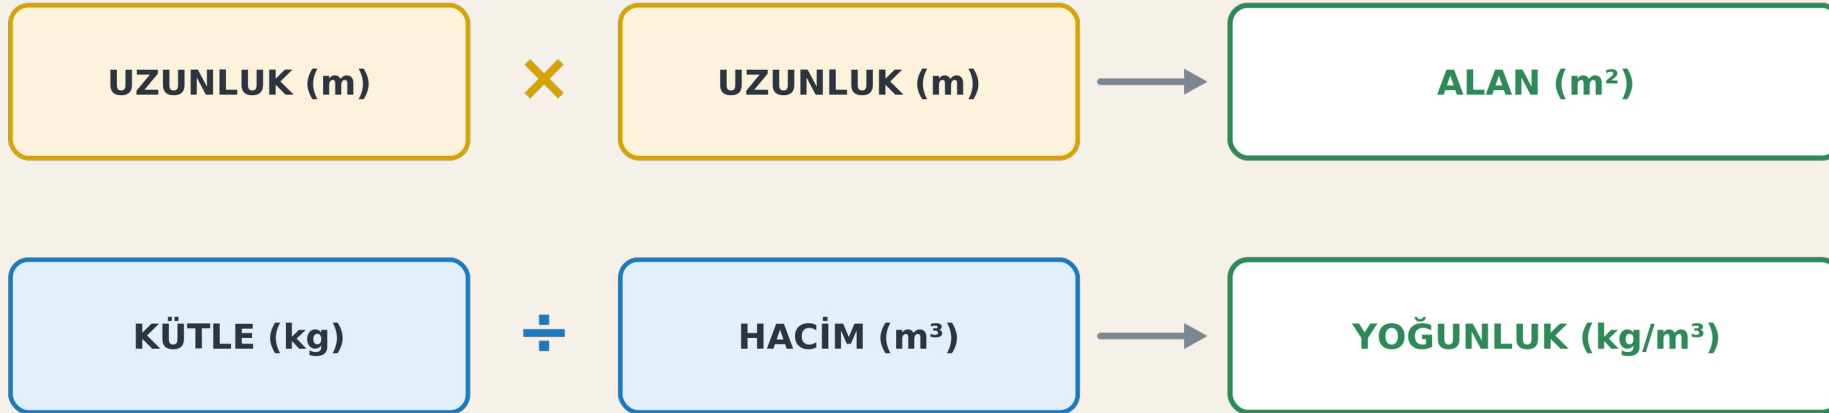 UZUNLUK (m) × UZUNLUK (m) → ALAN (m²)
KÜTLE (kg) ÷ HACİM (m³) → YOĞUNLUK (kg/m³)